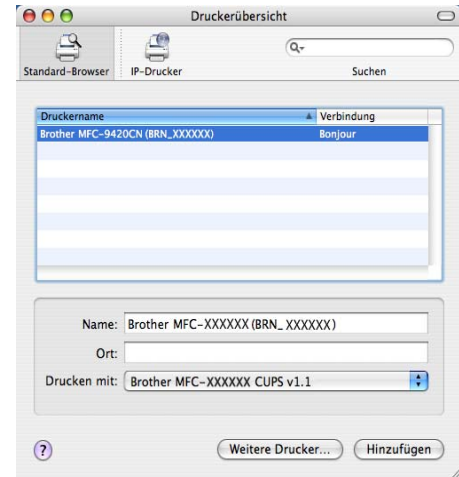 Druckerübersicht
Standard-Browser IP-Drucker Suchen
Druckername Verbindung
Brother MFC-9420CN (BRN_XXXXXX) Bonjour
Name: Brother MFC-XXXXXX (BRN_XXXXXX)
Ort:
Drucken mit: Brother MFC-XXXXXX CUPS v1.1
? Weitere Drucker... Hinzufügen